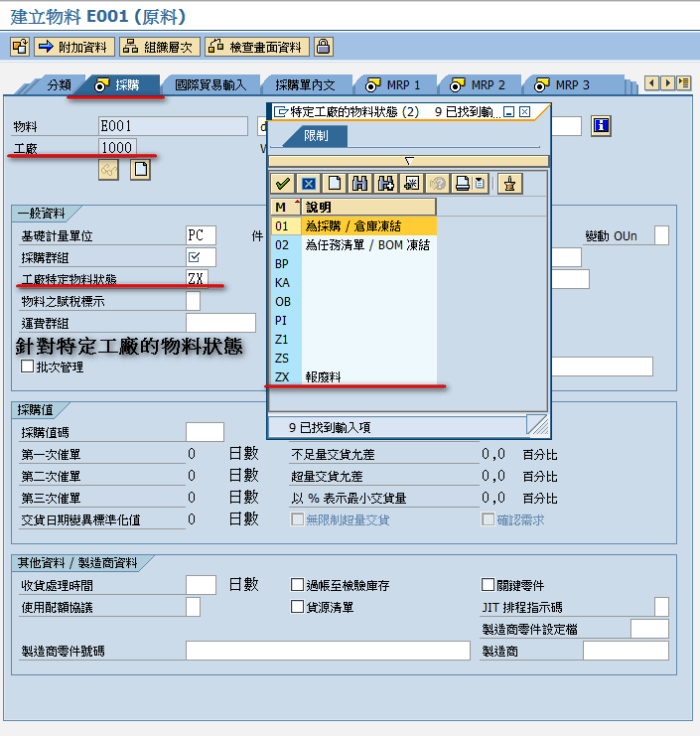 建立物料 E001 (原料)
附加資料 組織層次 檢查畫面資料
分類 採購 國際貿易輸入 採購單內文 MRP 1 MRP 2 MRP 3
物料 E001 d
工廠 1000
特定工廠的物料狀態 (2) 9 已找到輸...
限制
M 說明
01 為採購 / 倉庫凍結
02 為任務清單 / BOM 凍結
BP
KA
OB
PI
Z1
ZS
ZX 報廢料
9 已找到輸入項
一般資料
基礎計量單位 PC 件 變動 OUn
採購群組
工廠特定物料狀態 ZX
物料之賦稅標示
運費群組
針對特定工廠的物料狀態
批次管理
採購值
採購值碼
第一次催單 0 日數 不足量交貨允差 0,0 百分比
第二次催單 0 日數 超量交貨允差 0,0 百分比
第三次催單 0 日數 以 % 表示最小交貨量 0,0 百分比
交貨日期變異標準化值 0 日數 無限制超量交貨 確認需求
其他資料 / 製造商資料
收貨處理時間 日數 過帳至檢驗庫存 關鍵零件
使用配額協議 貨源清單 JIT 排程指示碼
製造商零件設定檔
製造商零件號碼 製造商